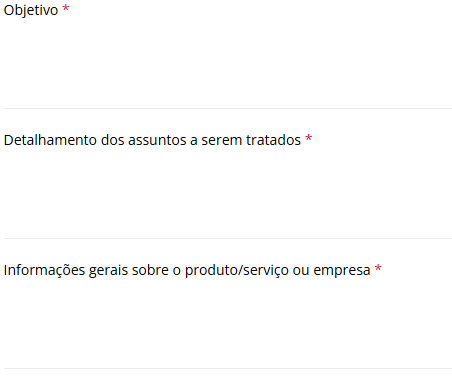 Objetivo *
Detalhamento dos assuntos a serem tratados *
Informações gerais sobre o produto/serviço ou empresa *